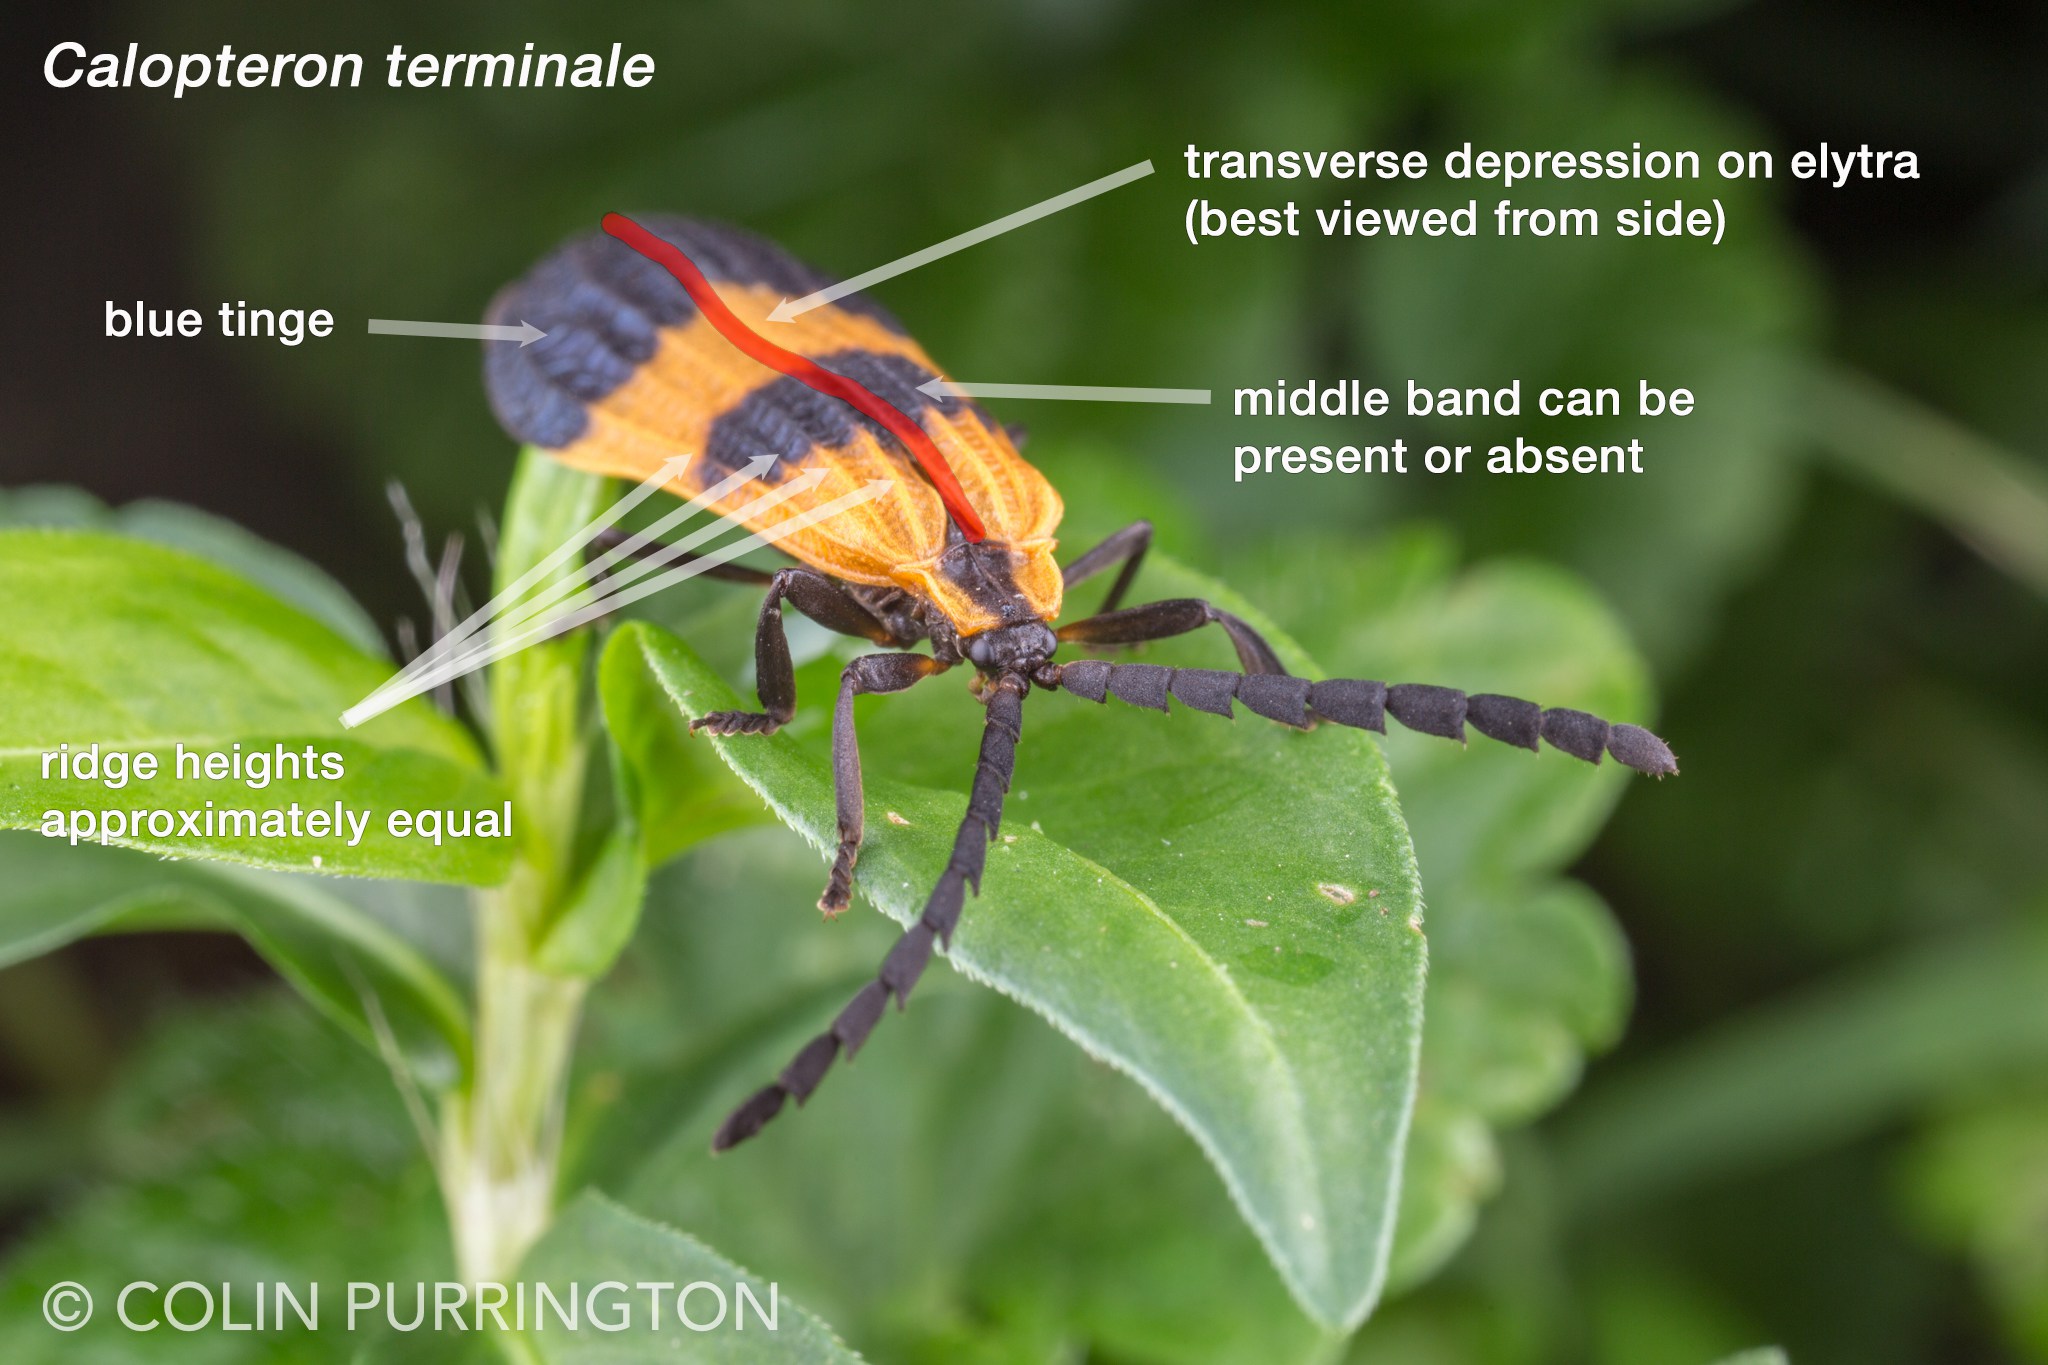 Calopteron terminale
transverse depression on elytra
(best viewed from side)
blue tinge
middle band can be
present or absent
ridge heights
approximately equal
© COLIN PURRINGTON